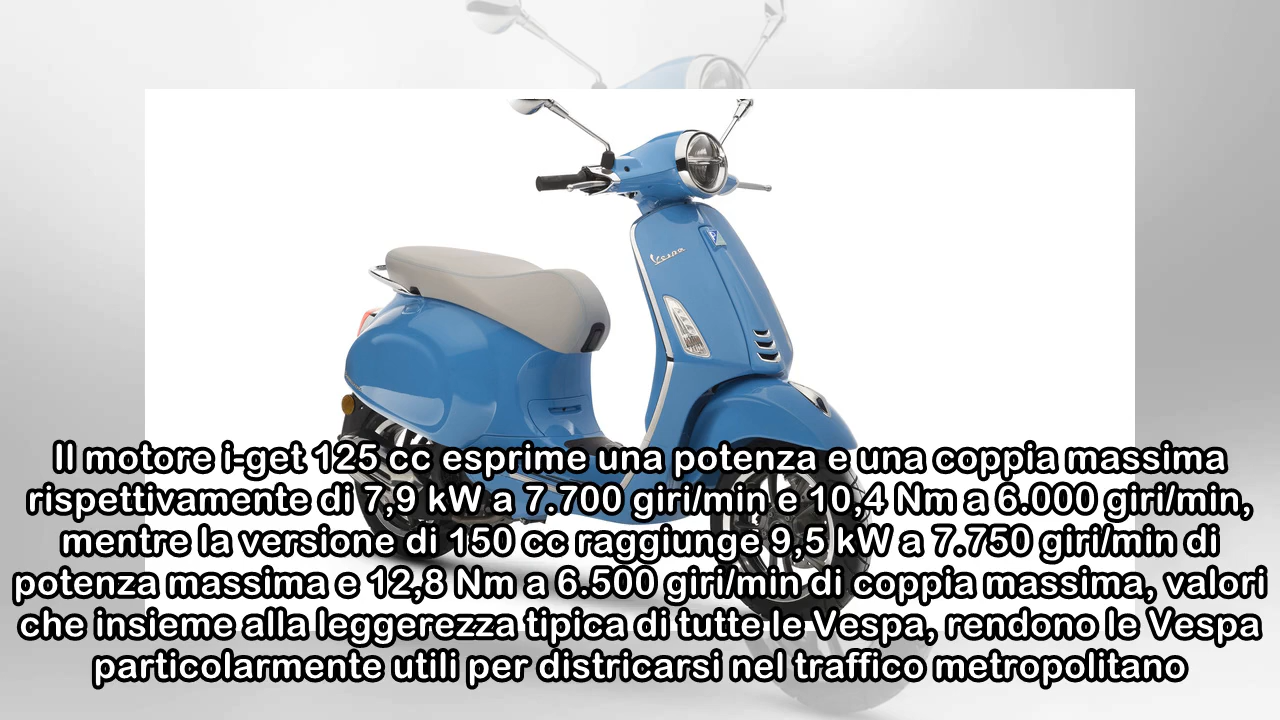 Vespa
Il motore i-get 125 cc esprime una potenza e una coppia massima
rispettivamente di 7,9 kW a 7.700 giri/min e 10,4 Nm a 6.000 giri/min,
mentre la versione di 150 cc raggiunge 9,5 kW a 7.750 giri/min di
potenza massima e 12,8 Nm a 6.500 giri/min di coppia massima, valori
che insieme alla leggerezza tipica di tutte le Vespa, rendono le Vespa
particolarmente utili per districarsi nel traffico metropolitano